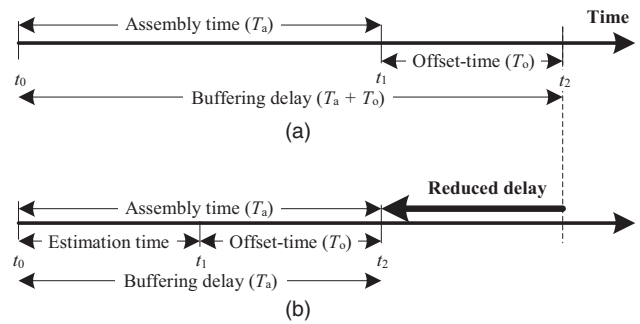 Assembly time (Ta) Time
t0 t1 Offset-time (To) t2
Buffering delay (Ta + To)
(a)
Reduced delay
Assembly time (Ta)
Estimation time Offset-time (To)
t0 t1 t2
Buffering delay (Ta)
(b)